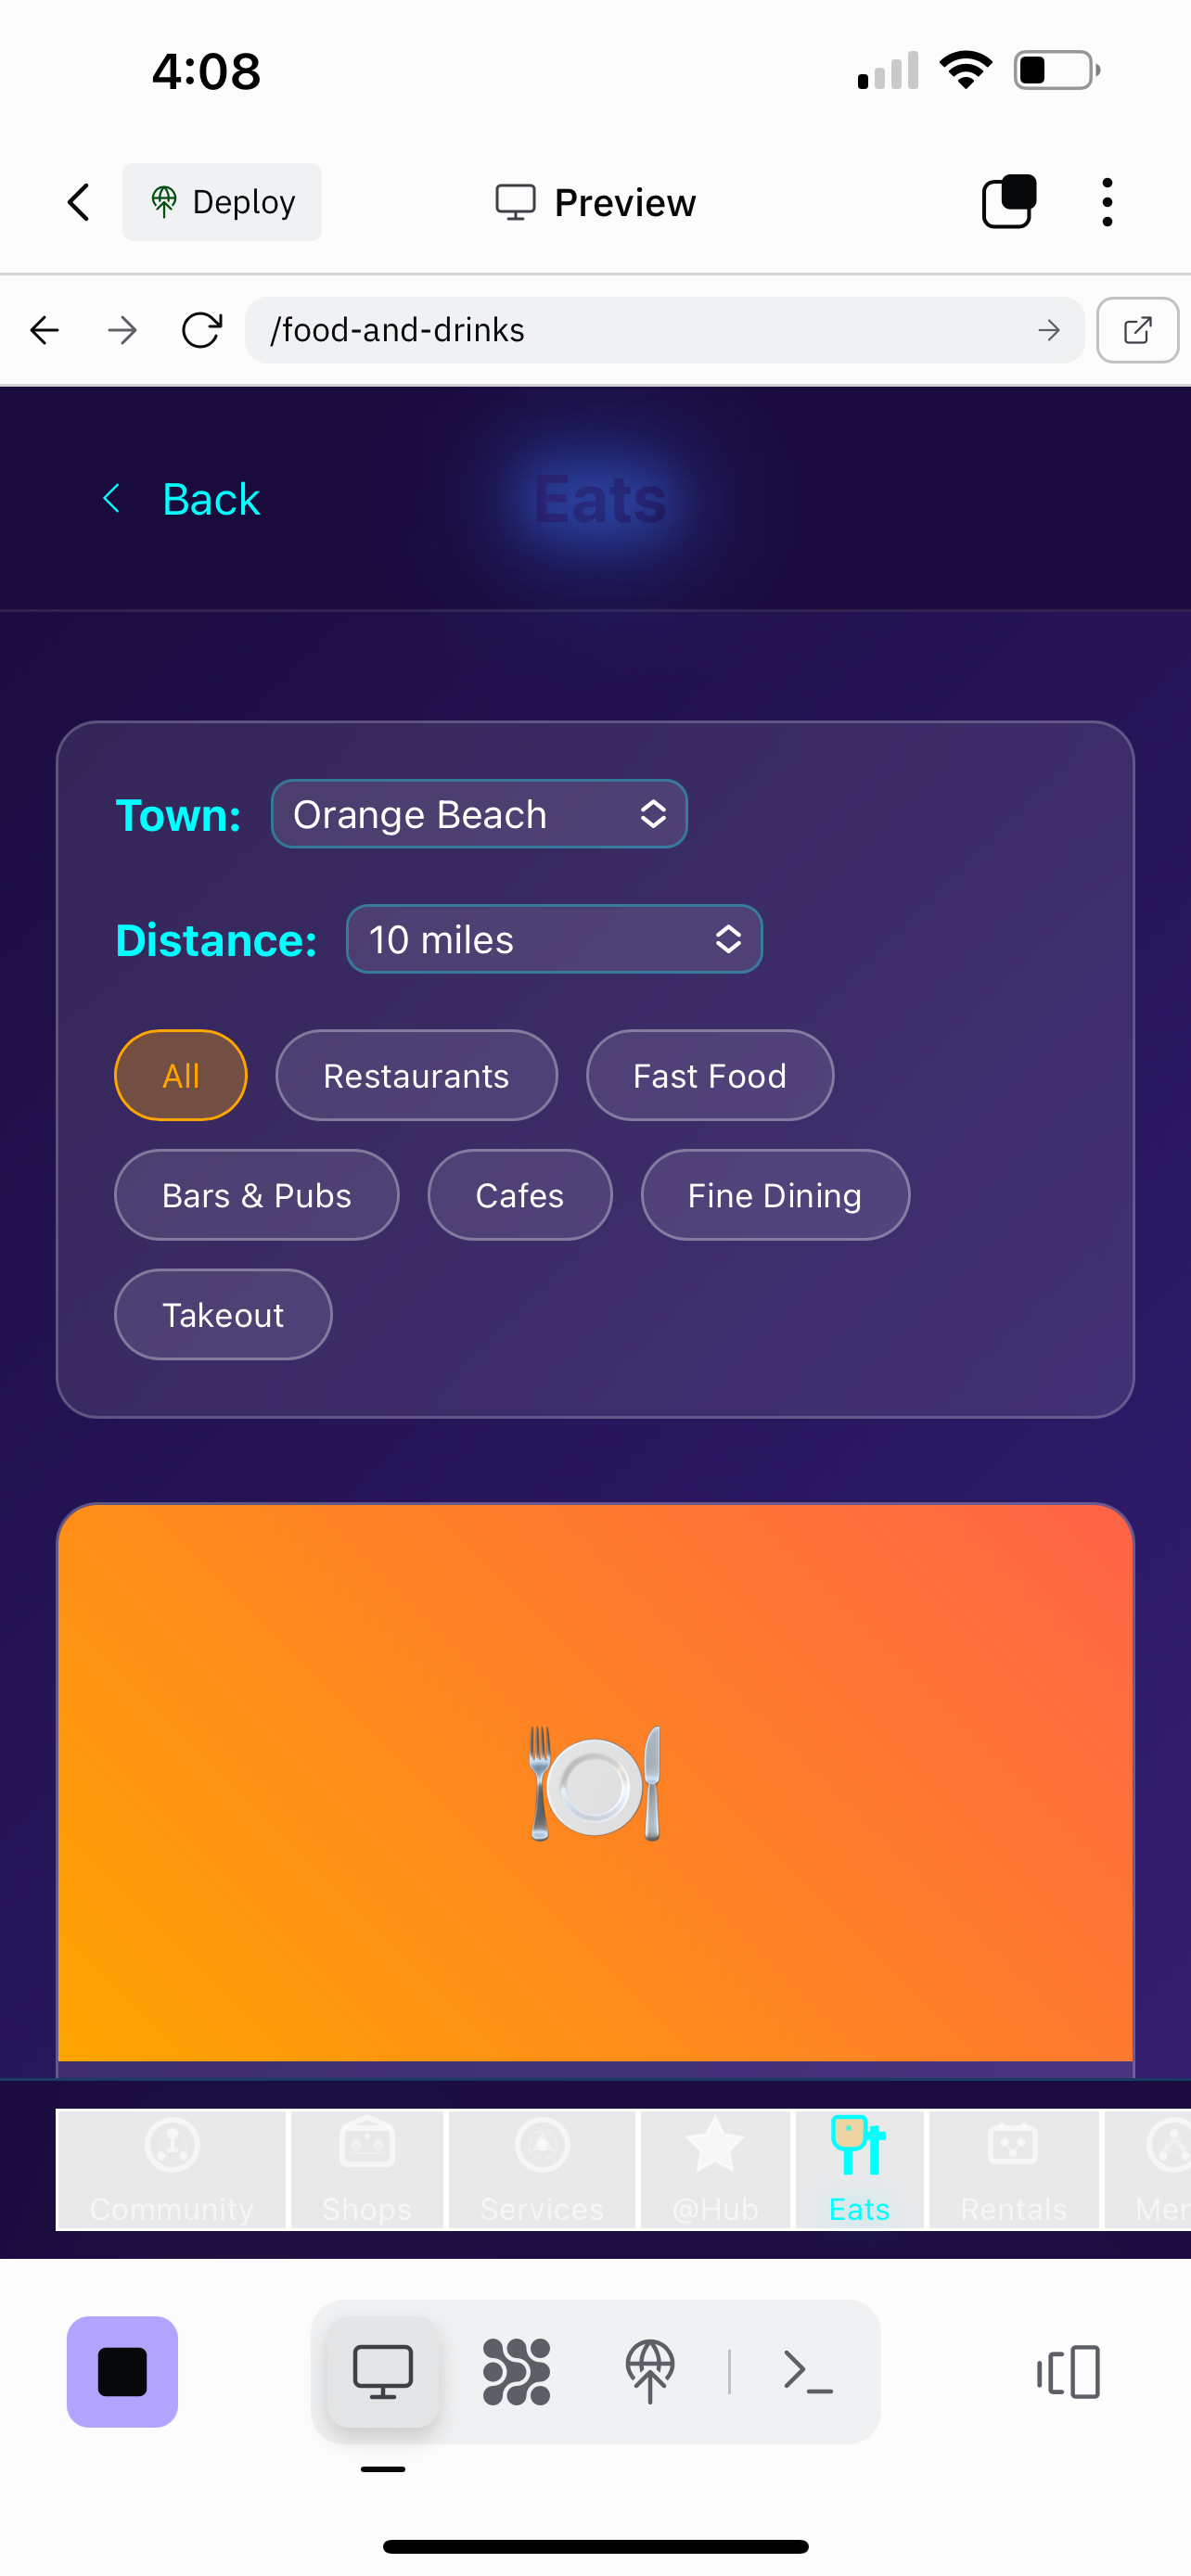 4:08
Deploy
Preview
/food-and-drinks
Back
Eats
Town: Orange Beach
Distance: 10 miles
All Restaurants Fast Food
Bars & Pubs Cafes Fine Dining
Takeout
Community Shops Services @Hub Eats Rentals Mer